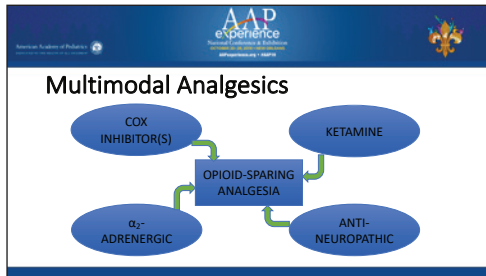 AAP
experience
National Conference & Exhibition
American Academy of Pediatrics
Multimodal Analgesics
COX
INHIBITOR(S)
KETAMINE
OPIOID-SPARING
ANALGESIA
α₂-
ADRENERGIC
ANTI-
NEUROPATHIC